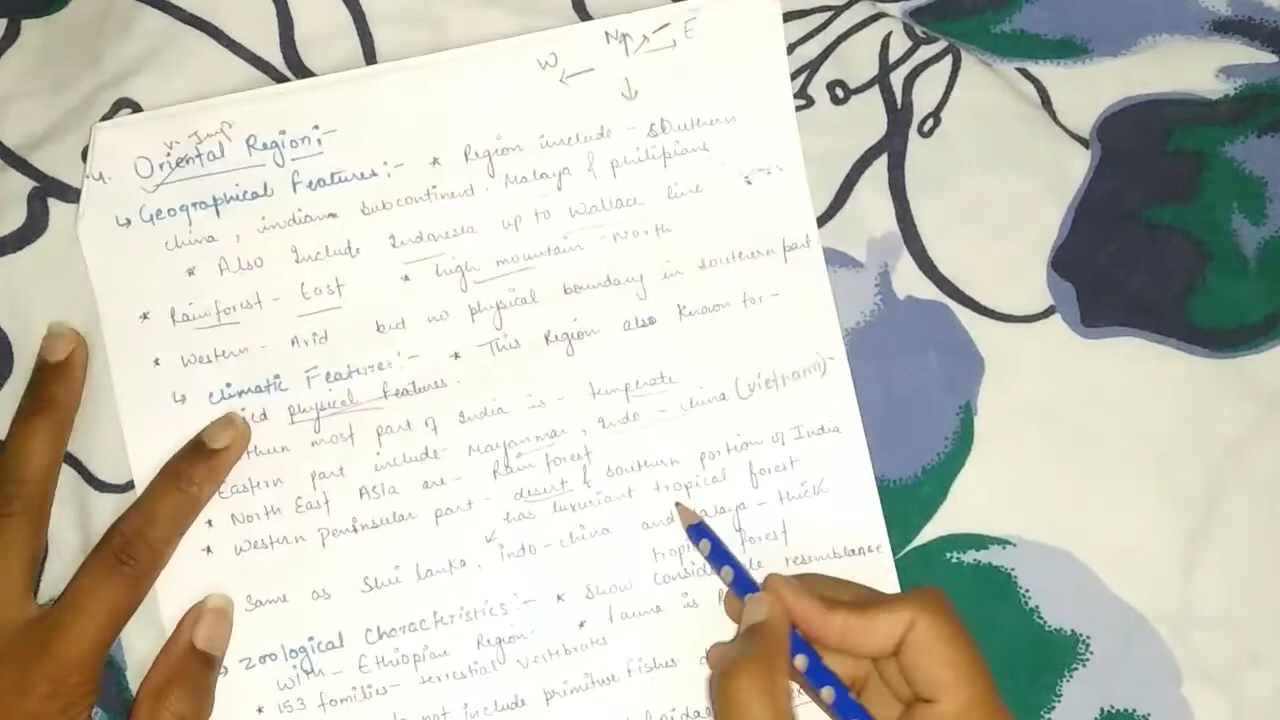 N E
W
V. Imp
4. Oriental Region:-
↳ Geographical features:- * Region include - southern
china, indian subcontinent. Malaya & philipians
* Also Include Indonesia up to Wallace line
* Rainforest - East * high mountain - North
* Western - Arid but no physical boundary in southern part
↳ climatic Features:- * This Region also known for-
physical features.
most part of India is - temperate
Eastern part include - Mayanmar, Indo - china (vietnam)-
* North East Asia are - Rain forest
* Western Peninsular part - desert & southern portion of India
has luxuriant tropical forest
Same as Shri lanka, indo-china and malaya - thick
forest
zoological characteristics:- * show resemblance
with - Ethiopian Region. * fauna is
* 153 families - terrestial vertebrates
not include primitive fishes